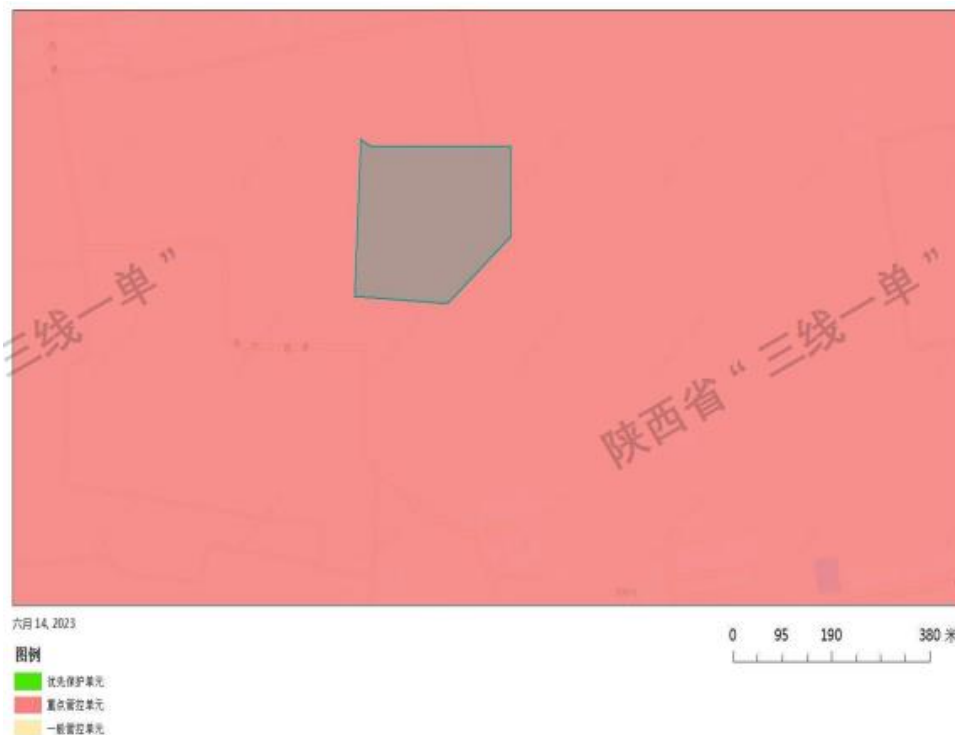 三线一单”
陕西省“三线一单”
六月 14, 2023
0 95 190 380 米
图例
优先保护单元
重点管控单元
一般管控单元